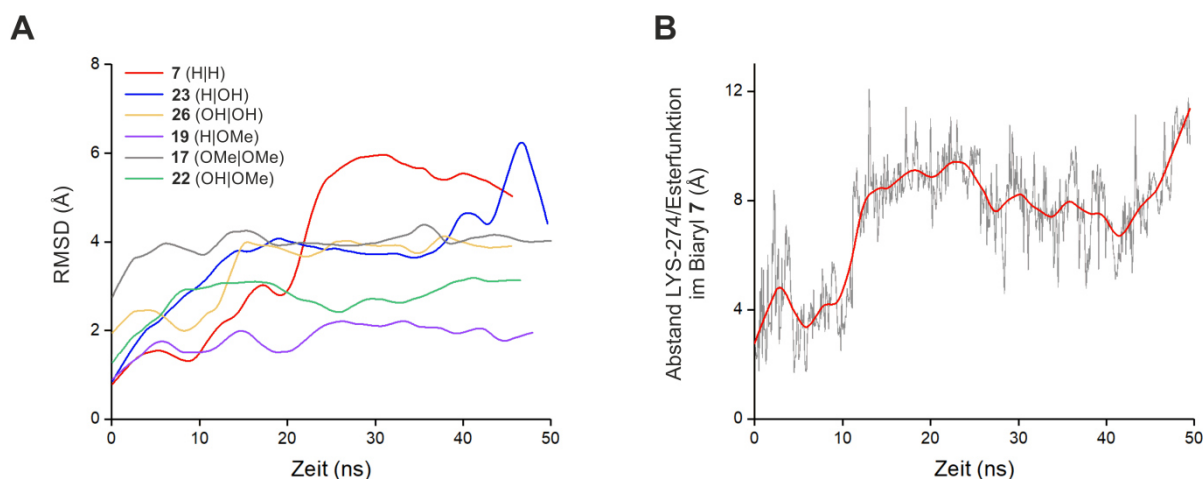 A
8
6
4
2
0
RMSD (Å)
7 (H|H)
23 (H|OH)
26 (OH|OH)
19 (H|OMe)
17 (OMe|OMe)
22 (OH|OMe)
0 10 20 30 40 50
Zeit (ns)
B
12
8
4
0
Abstand LYS-274/Esterfunktion
im Biaryl 7 (Å)
0 10 20 30 40 50
Zeit (ns)